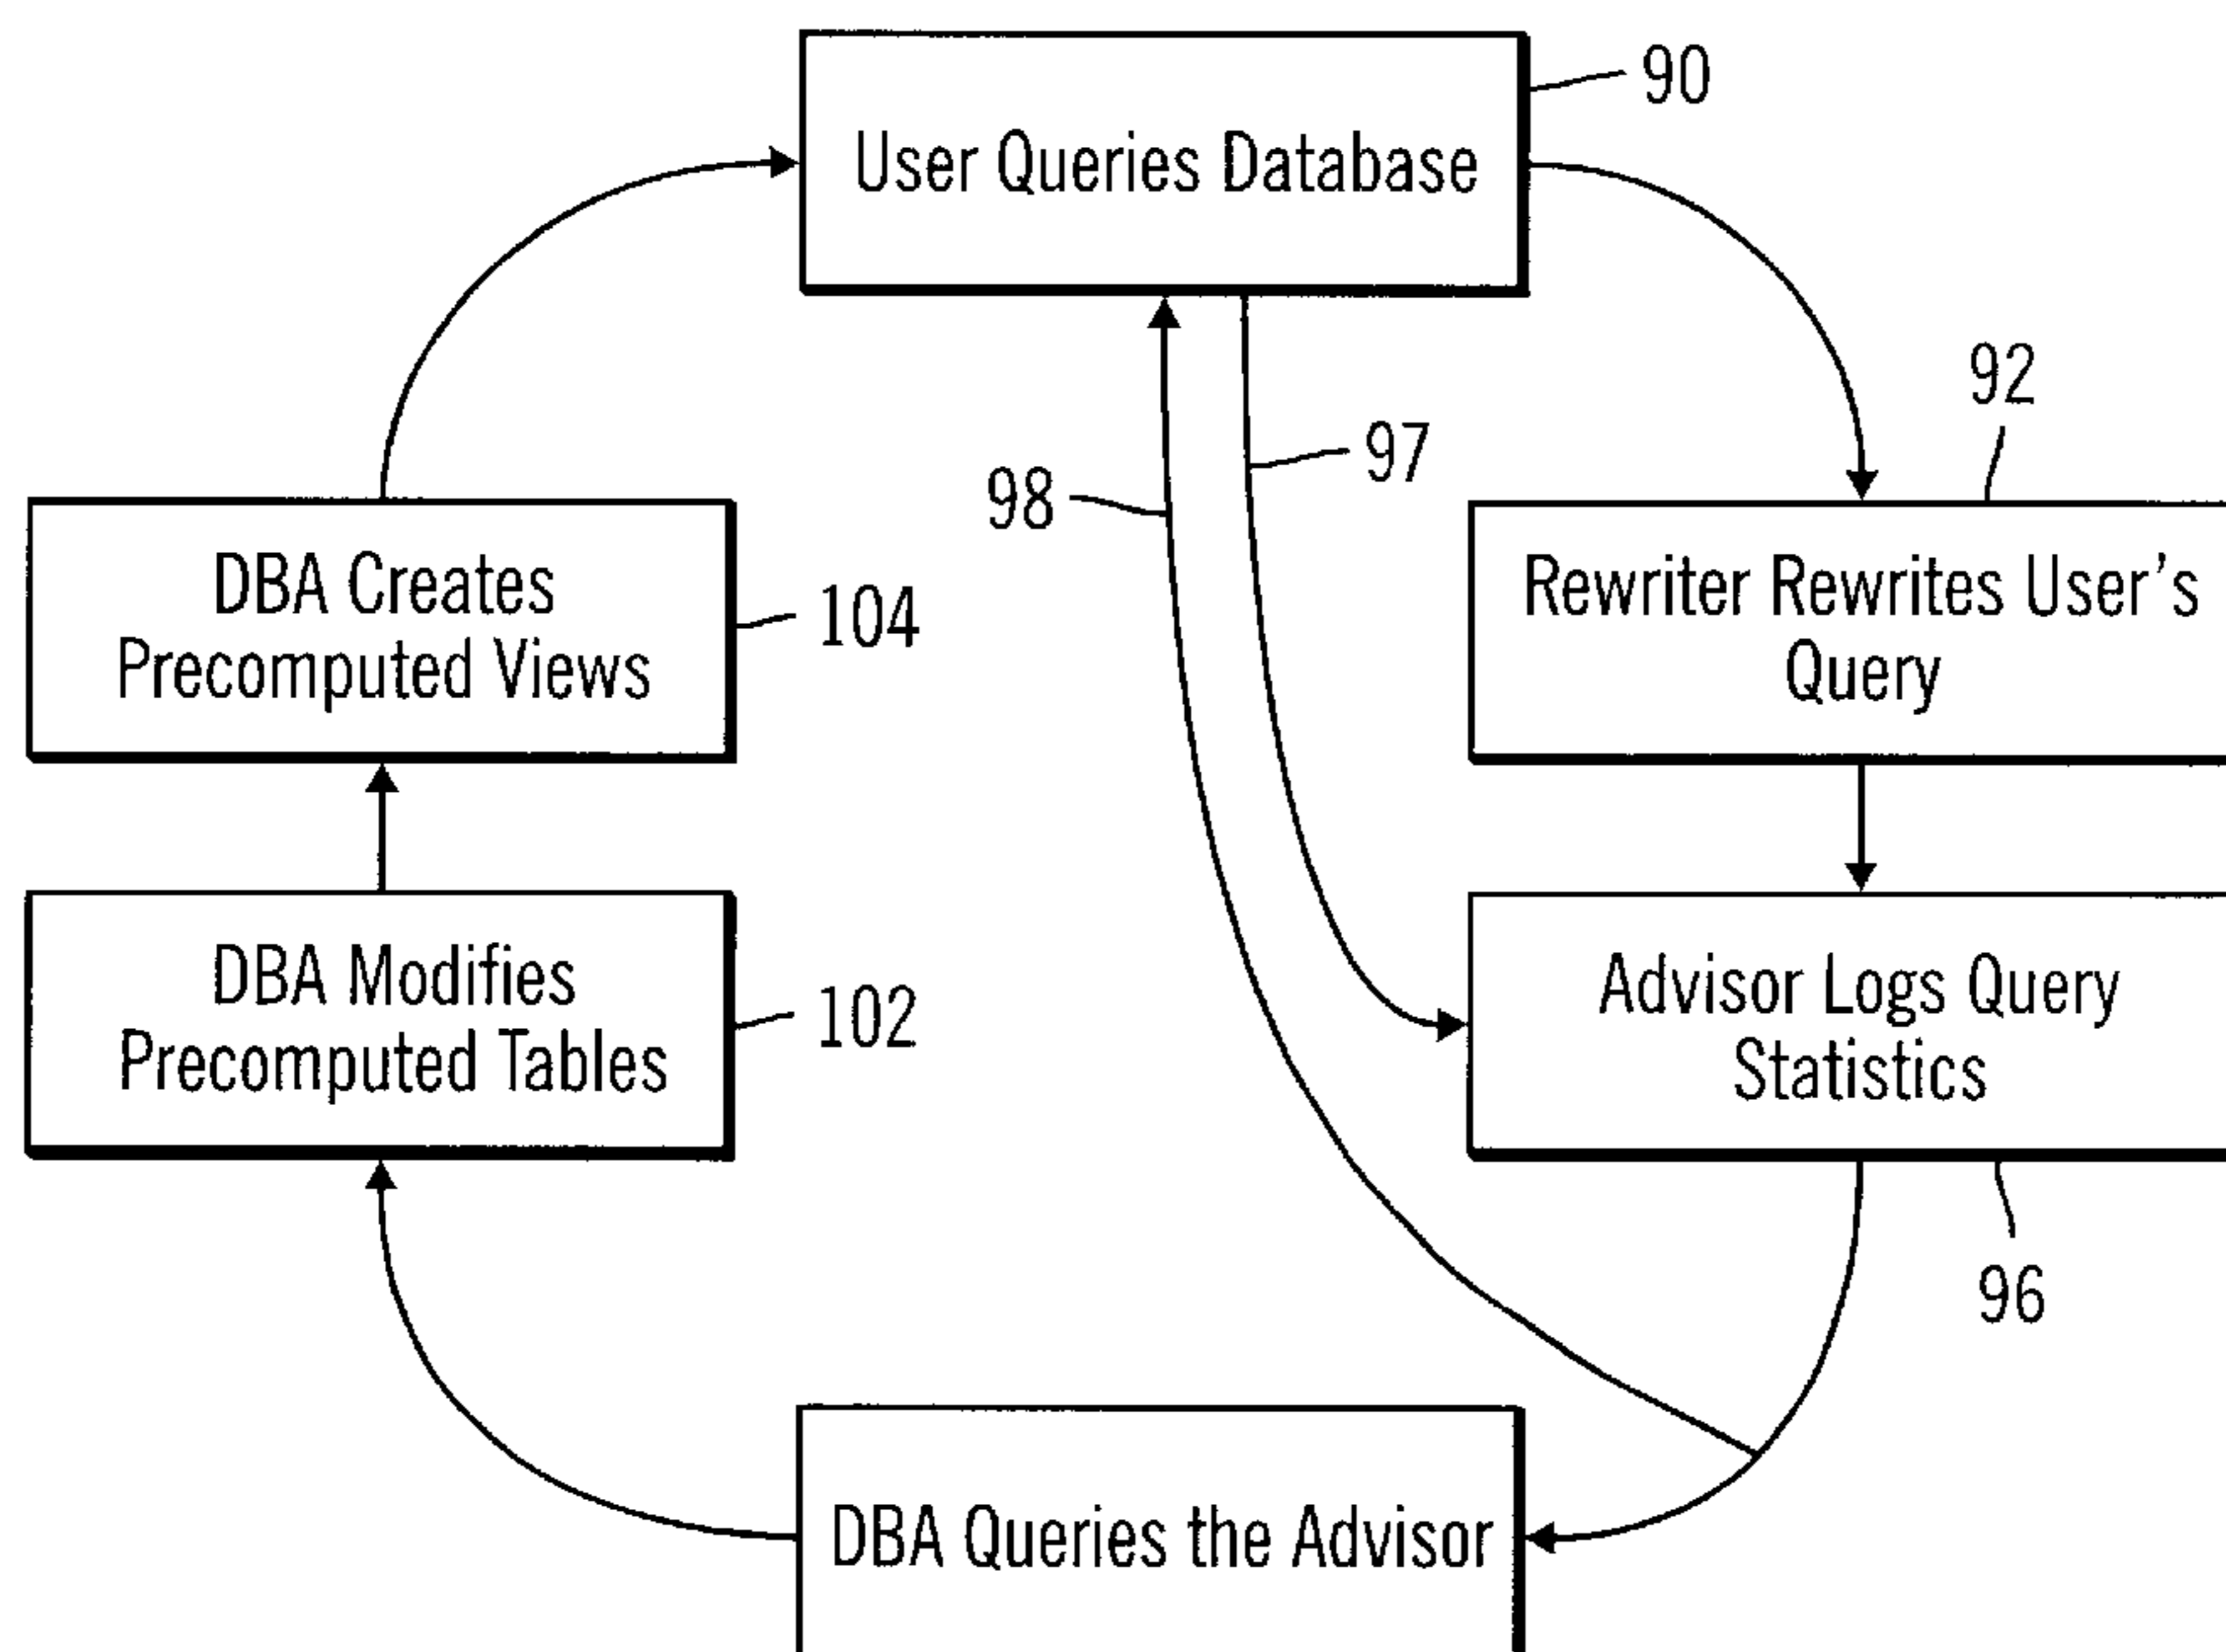 90
User Queries Database
92
98
97
DBA Creates
Precomputed Views
104
Rewriter Rewrites User's
Query
DBA Modifies
Precomputed Tables
102
Advisor Logs Query
Statistics
96
DBA Queries the Advisor